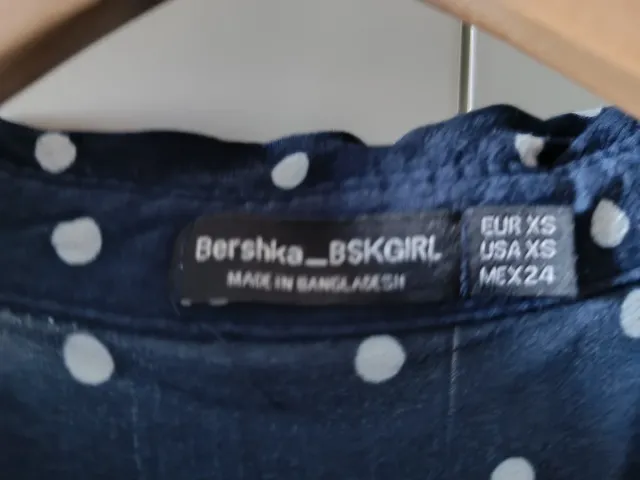 Bershka_BSKGIRL
MADE IN BANGLADESH
EUR XS
USA XS
MEX 24